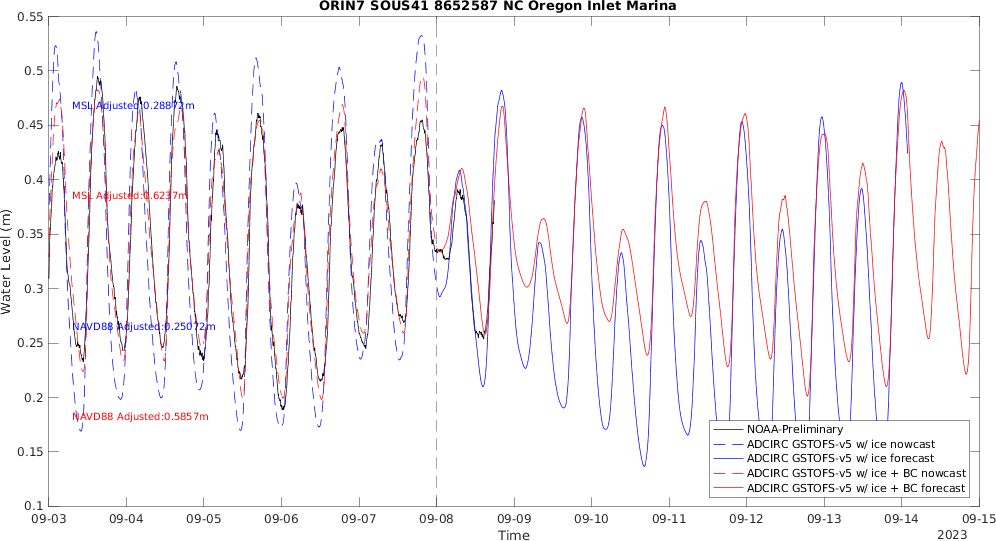 ORIN7 SOUS41 8652587 NC Oregon Inlet Marina
0.55
0.5
0.45
0.4
0.35
0.3
0.25
0.2
0.15
0.1
Water Level (m)
MSL Adjusted:0.28872m
MSL Adjusted:0.6237m
NAVD88 Adjusted:0.25072m
NAVD88 Adjusted:0.5857m
NOAA-Preliminary
ADCIRC GSTOFS-v5 w/ ice nowcast
ADCIRC GSTOFS-v5 w/ ice forecast
ADCIRC GSTOFS-v5 w/ ice + BC nowcast
ADCIRC GSTOFS-v5 w/ ice + BC forecast
09-03 09-04 09-05 09-06 09-07 09-08 09-09 09-10 09-11 09-12 09-13 09-14 09-15
Time
2023